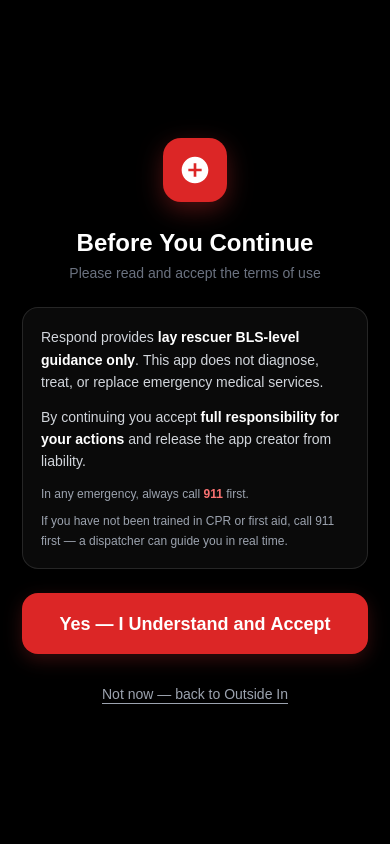 Before You Continue
Please read and accept the terms of use
Respond provides lay rescuer BLS-level
guidance only. This app does not diagnose,
treat, or replace emergency medical services.
By continuing you accept full responsibility for
your actions and release the app creator from
liability.
In any emergency, always call 911 first.
If you have not been trained in CPR or first aid, call 911
first — a dispatcher can guide you in real time.
Yes — I Understand and Accept
Not now — back to Outside In